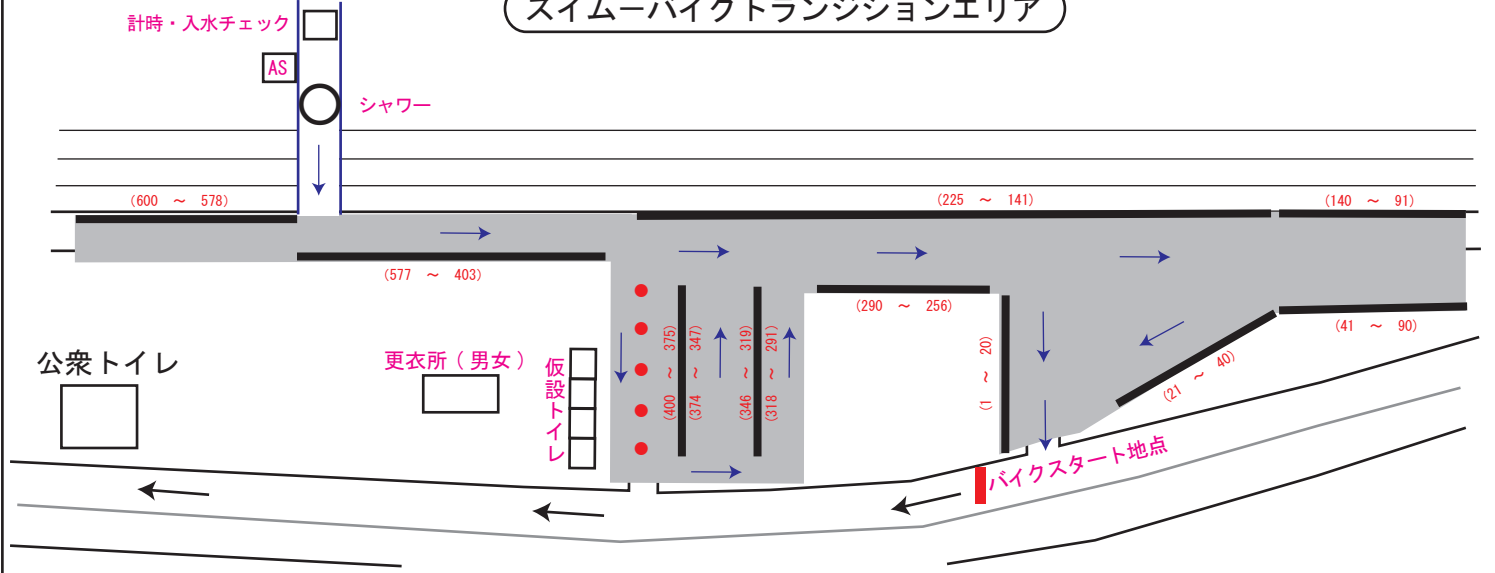 スイムーバイクトランジションエリア
計時・入水チェック
AS
シャワー
(600 ～ 578)
(225 ～ 141)
(140 ～ 91)
(577 ～ 403)
(290 ～ 256)
(41 ～ 90)
(400 ～ 375)
(374 ～ 347)
(346 ～ 319)
(318 ～ 291)
(1 ～ 20)
(21 ～ 40)
公衆トイレ
更衣所（男女）
仮設トイレ
バイクスタート地点